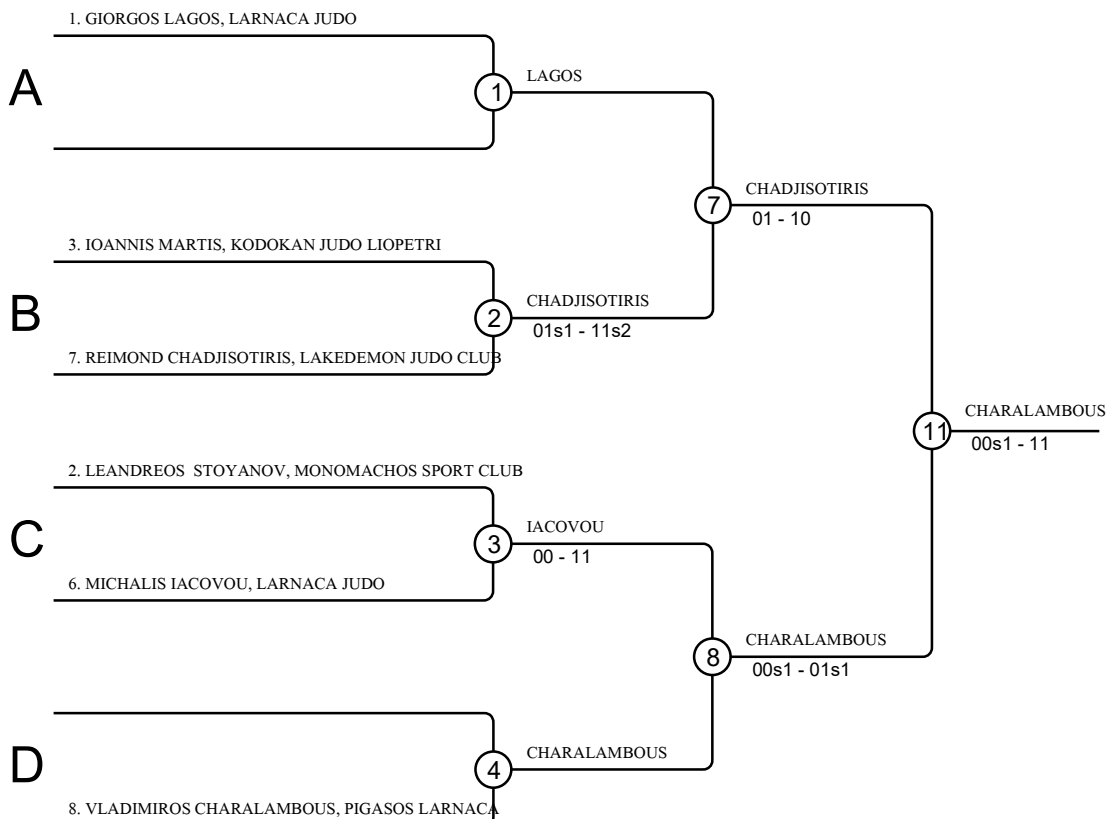 1. GIORGOS LAGOS, LARNACA JUDO
A
1
LAGOS
7
CHADJISOTIRIS
01 - 10
3. IOANNIS MARTIS, KODOKAN JUDO LIOPETRI
B
2
CHADJISOTIRIS
01s1 - 11s2
7. REIMOND CHADJISOTIRIS, LAKEDEMON JUDO CLUB
11
CHARALAMBOUS
00s1 - 11
2. LEANDREOS  STOYANOV, MONOMACHOS SPORT CLUB
C
3
IACOVOU
00 - 11
6. MICHALIS IACOVOU, LARNACA JUDO
8
CHARALAMBOUS
00s1 - 01s1
D
4
CHARALAMBOUS
8. VLADIMIROS CHARALAMBOUS, PIGASOS LARNACA